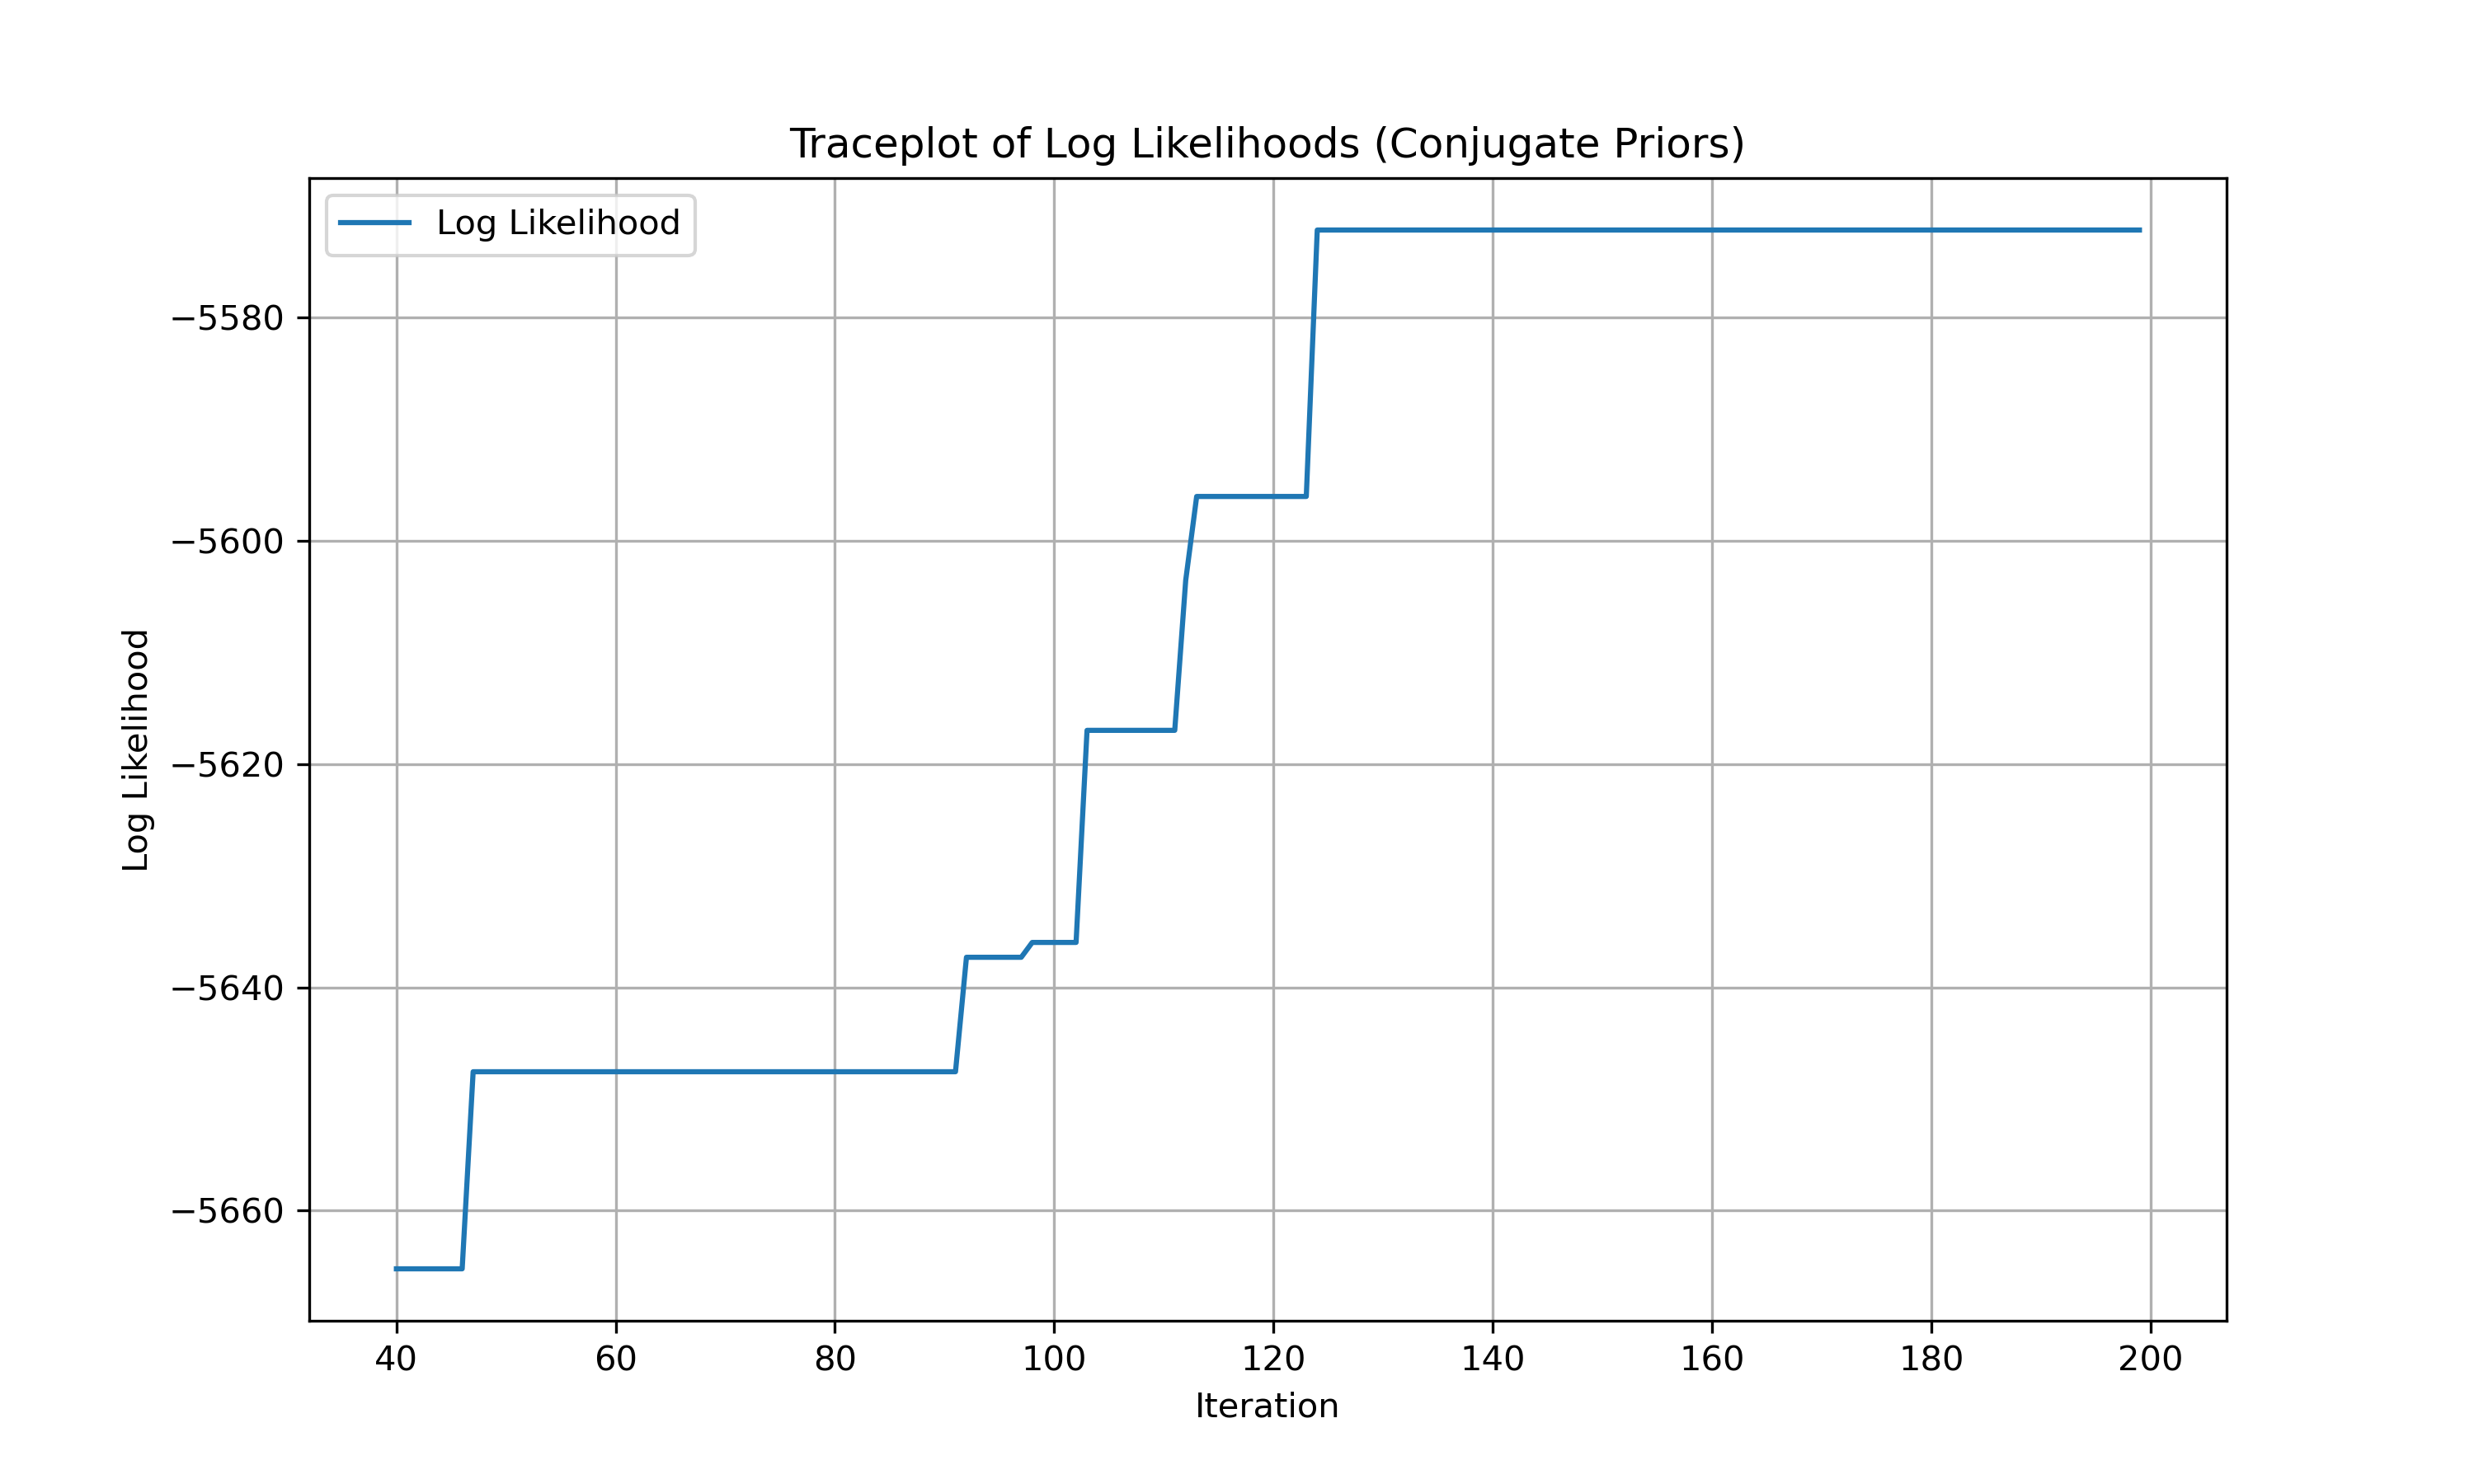 Traceplot of Log Likelihoods (Conjugate Priors)
Log Likelihood
−5580
−5600
−5620
−5640
−5660
Log Likelihood
40 60 80 100 120 140 160 180 200
Iteration